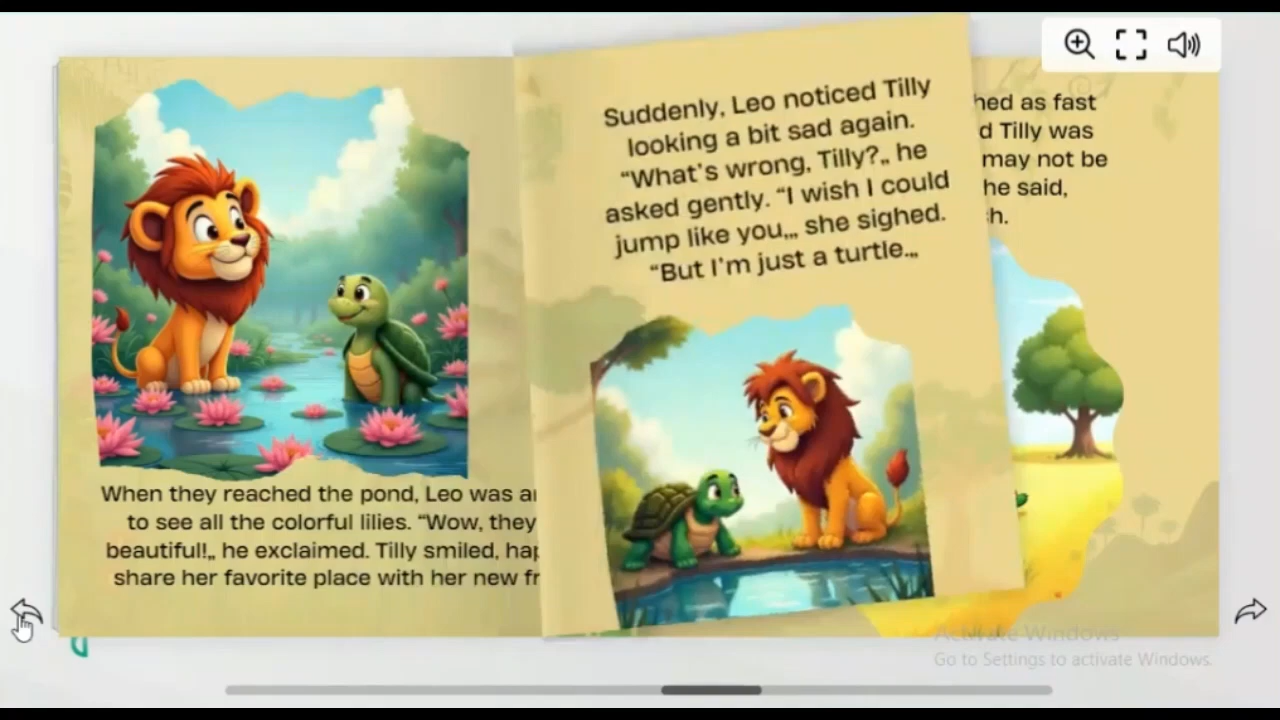 When they reached the pond, Leo was
to see all the colorful lilies. “Wow, they
beautiful!„ he exclaimed. Tilly smiled,
share her favorite place with her new
Suddenly, Leo noticed Tilly
looking a bit sad again.
“What's wrong, Tilly?„ he
asked gently. “I wish I could
jump like you,„ she sighed.
“But I'm just a turtle.„
as fast
Tilly was
may not be
he said,
Activate Windows
Go to Settings to activate Windows.